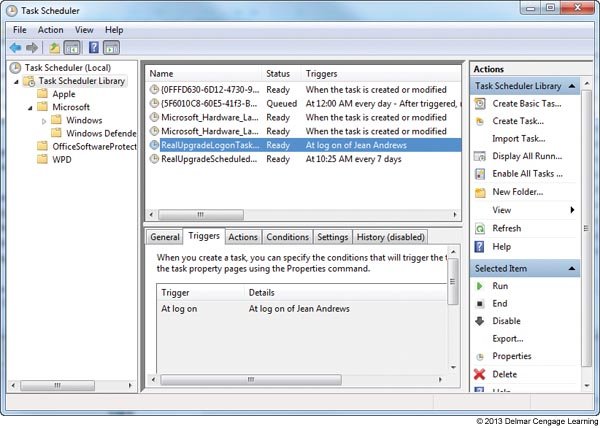 Task Scheduler
File Action View Help
Task Scheduler (Local)
Task Scheduler Library
Apple
Microsoft
Windows
Windows Defende
OfficeSoftwareProtect
WPD
Name Status Triggers
{0FFFD630-6D12-4730-9... Ready When the task is created or modified
{5F6010C8-60E5-41f3-B... Queued At 12:00 AM every day - After triggered, r
Microsoft_Hardware_La... Ready When the task is created or modified
Microsoft_Hardware_La... Ready When the task is created or modified
RealUpgradeLogonTask... Ready At log on of Jean Andrews
RealUpgradeScheduled... Ready At 10:25 AM every 7 days
General Triggers Actions Conditions Settings History (disabled)
When you create a task, you can specify the conditions that will trigger the t
the task property pages using the Properties command.
Trigger Details
At log on At log on of Jean Andrews
Actions
Task Scheduler Library
Create Basic Tas...
Create Task...
Import Task...
Display All Runn...
Enable All Tasks ...
New Folder...
View
Refresh
Help
Selected Item
Run
End
Disable
Export...
Properties
Delete
Help
© 2013 Delmar Cengage Learning